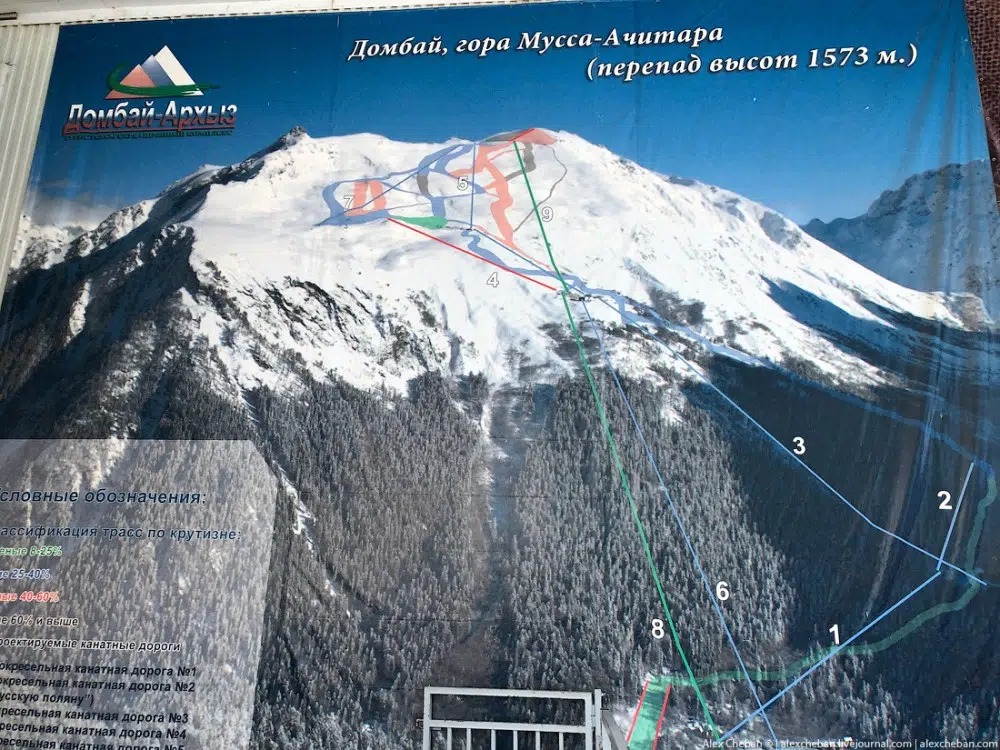 Домбай, гора Мусса-Ачитара
(перепад высот 1573 м.)
Домбай-Архыз
7
5
9
4
3
2
6
1
8
словные обозначения:
ассификация трасс по крутизне:
еные 8-25%
ие 25-40%
ные 40-60%
е 60% и выше
роектируемые канатные дороги
окресельная канатная дорога №1
окресельная канатная дорога №2
усскую поляну")
кресельная канатная дорога №3
ресельная канатная дорога №4
ресельная канатная дорога №5
Alex Cheban © | alexcheban.livejournal.com | alexcheban.com